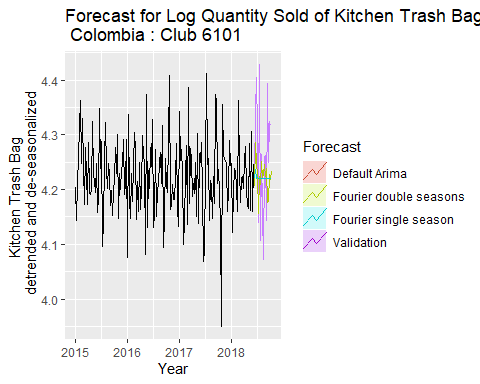 Forecast for Log Quantity Sold of Kitchen Trash Bag
Colombia : Club 6101
Kitchen Trash Bag
detrended and de-seasonalized
4.4
4.3
4.2
4.1
4.0
2015
2016
2017
2018
Year
Forecast
Default Arima
Fourier double seasons
Fourier single season
Validation